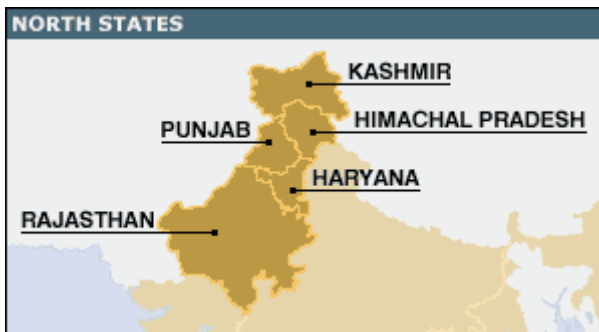 NORTH STATES
KASHMIR
PUNJAB
HIMACHAL PRADESH
HARYANA
RAJASTHAN